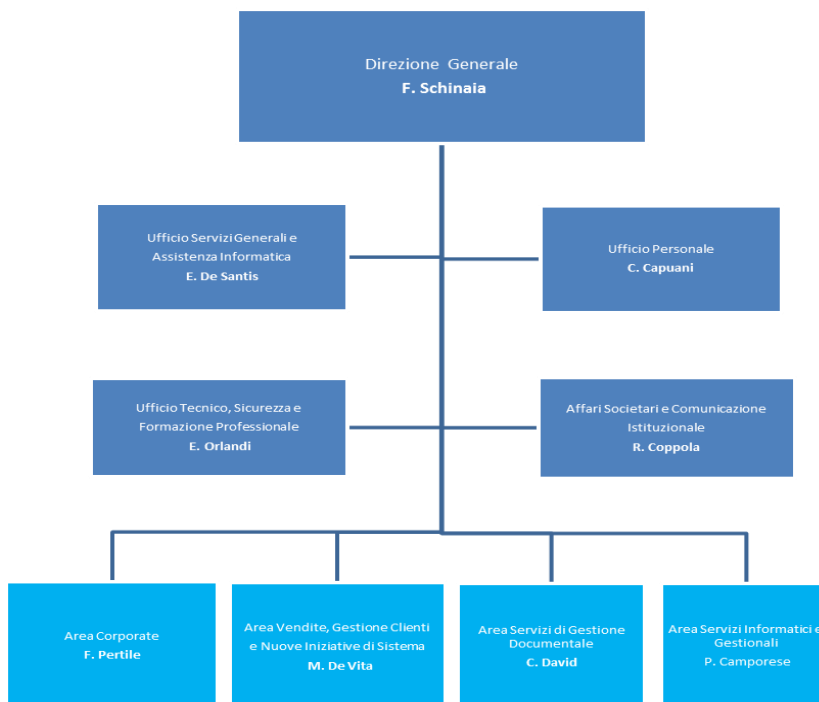 Direzione Generale
F. Schinaia
Ufficio Servizi Generali e
Assistenza Informatica
E. De Santis
Ufficio Personale
C. Capuani
Ufficio Tecnico, Sicurezza e
Formazione Professionale
E. Orlandi
Affari Societari e Comunicazione
Istituzionale
R. Coppola
Area Corporate
F. Pertile
Area Vendite, Gestione Clienti
e Nuove Iniziative di Sistema
M. De Vita
Area Servizi di Gestione
Documentale
C. David
Area Servizi Informatici e
Gestionali
P. Camporese